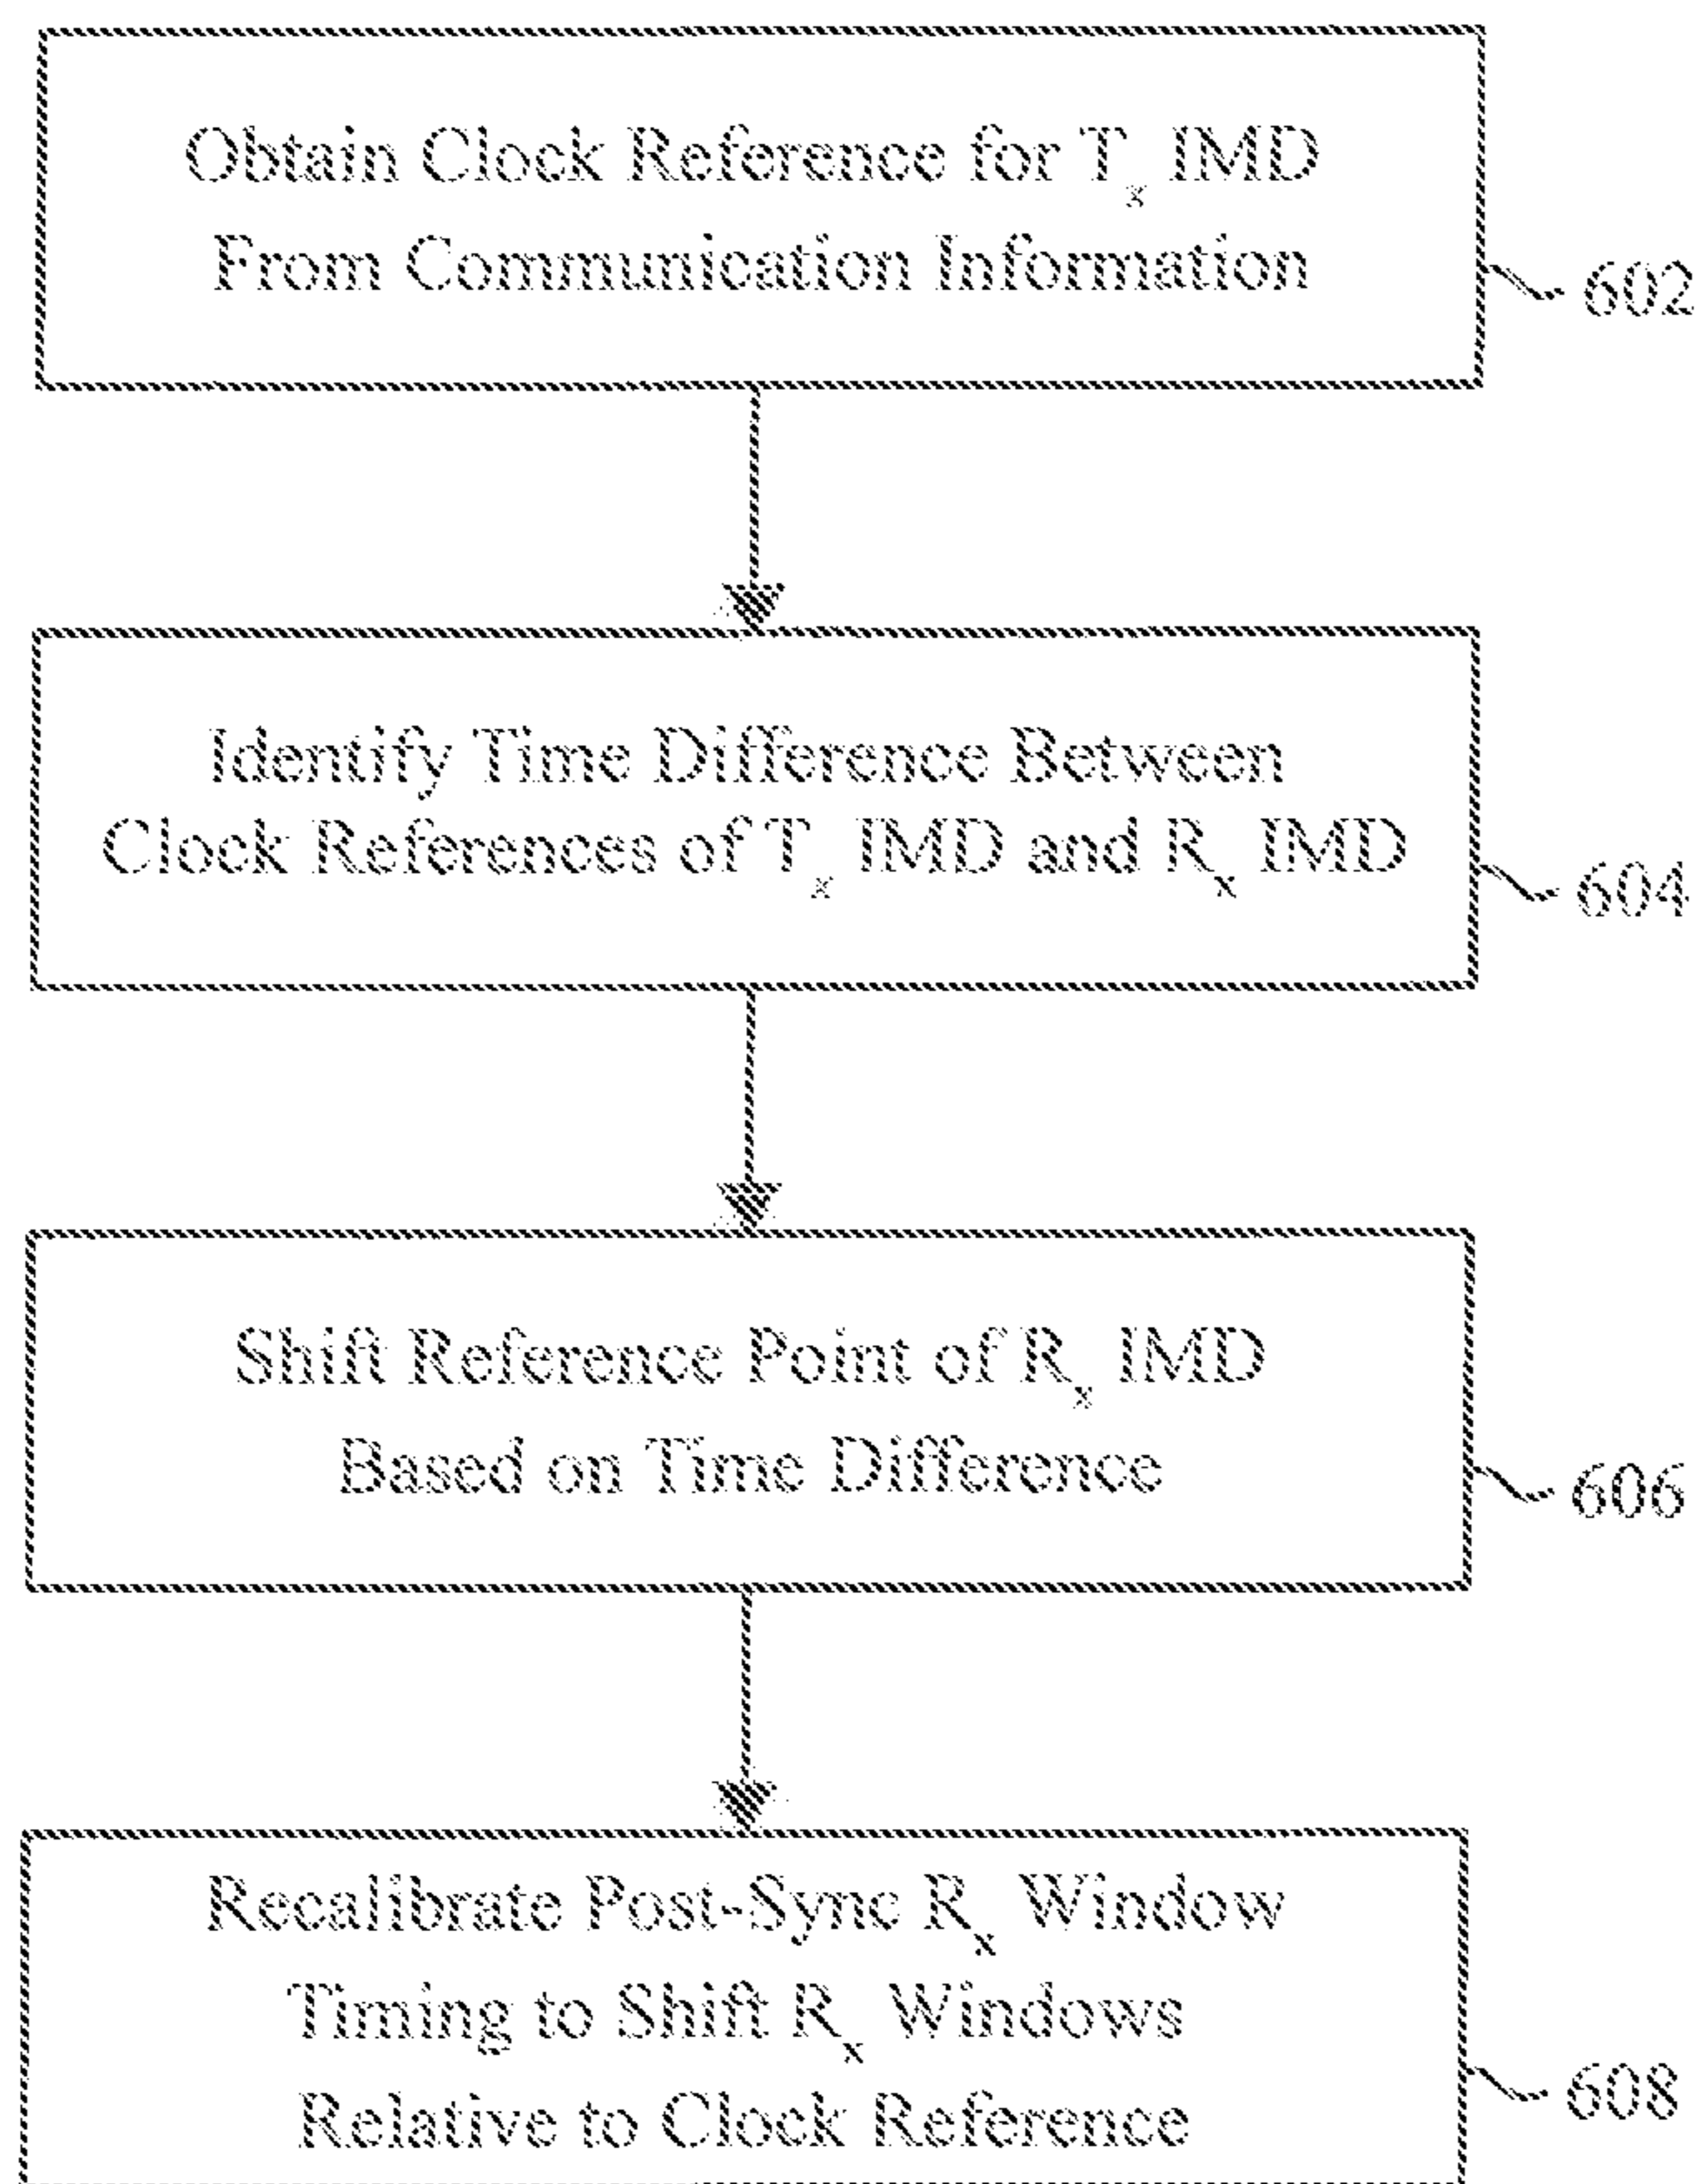 Obtain Clock Reference for Tx IMD
From Communication Information
602
Identify Time Difference Between
Clock References of Tx IMD and Rx IMD
604
Shift Reference Point of Rx IMD
Based on Time Difference
606
Recalibrate Post-Sync Rx Window
Timing to Shift Rx Windows
Relative to Clock Reference
608